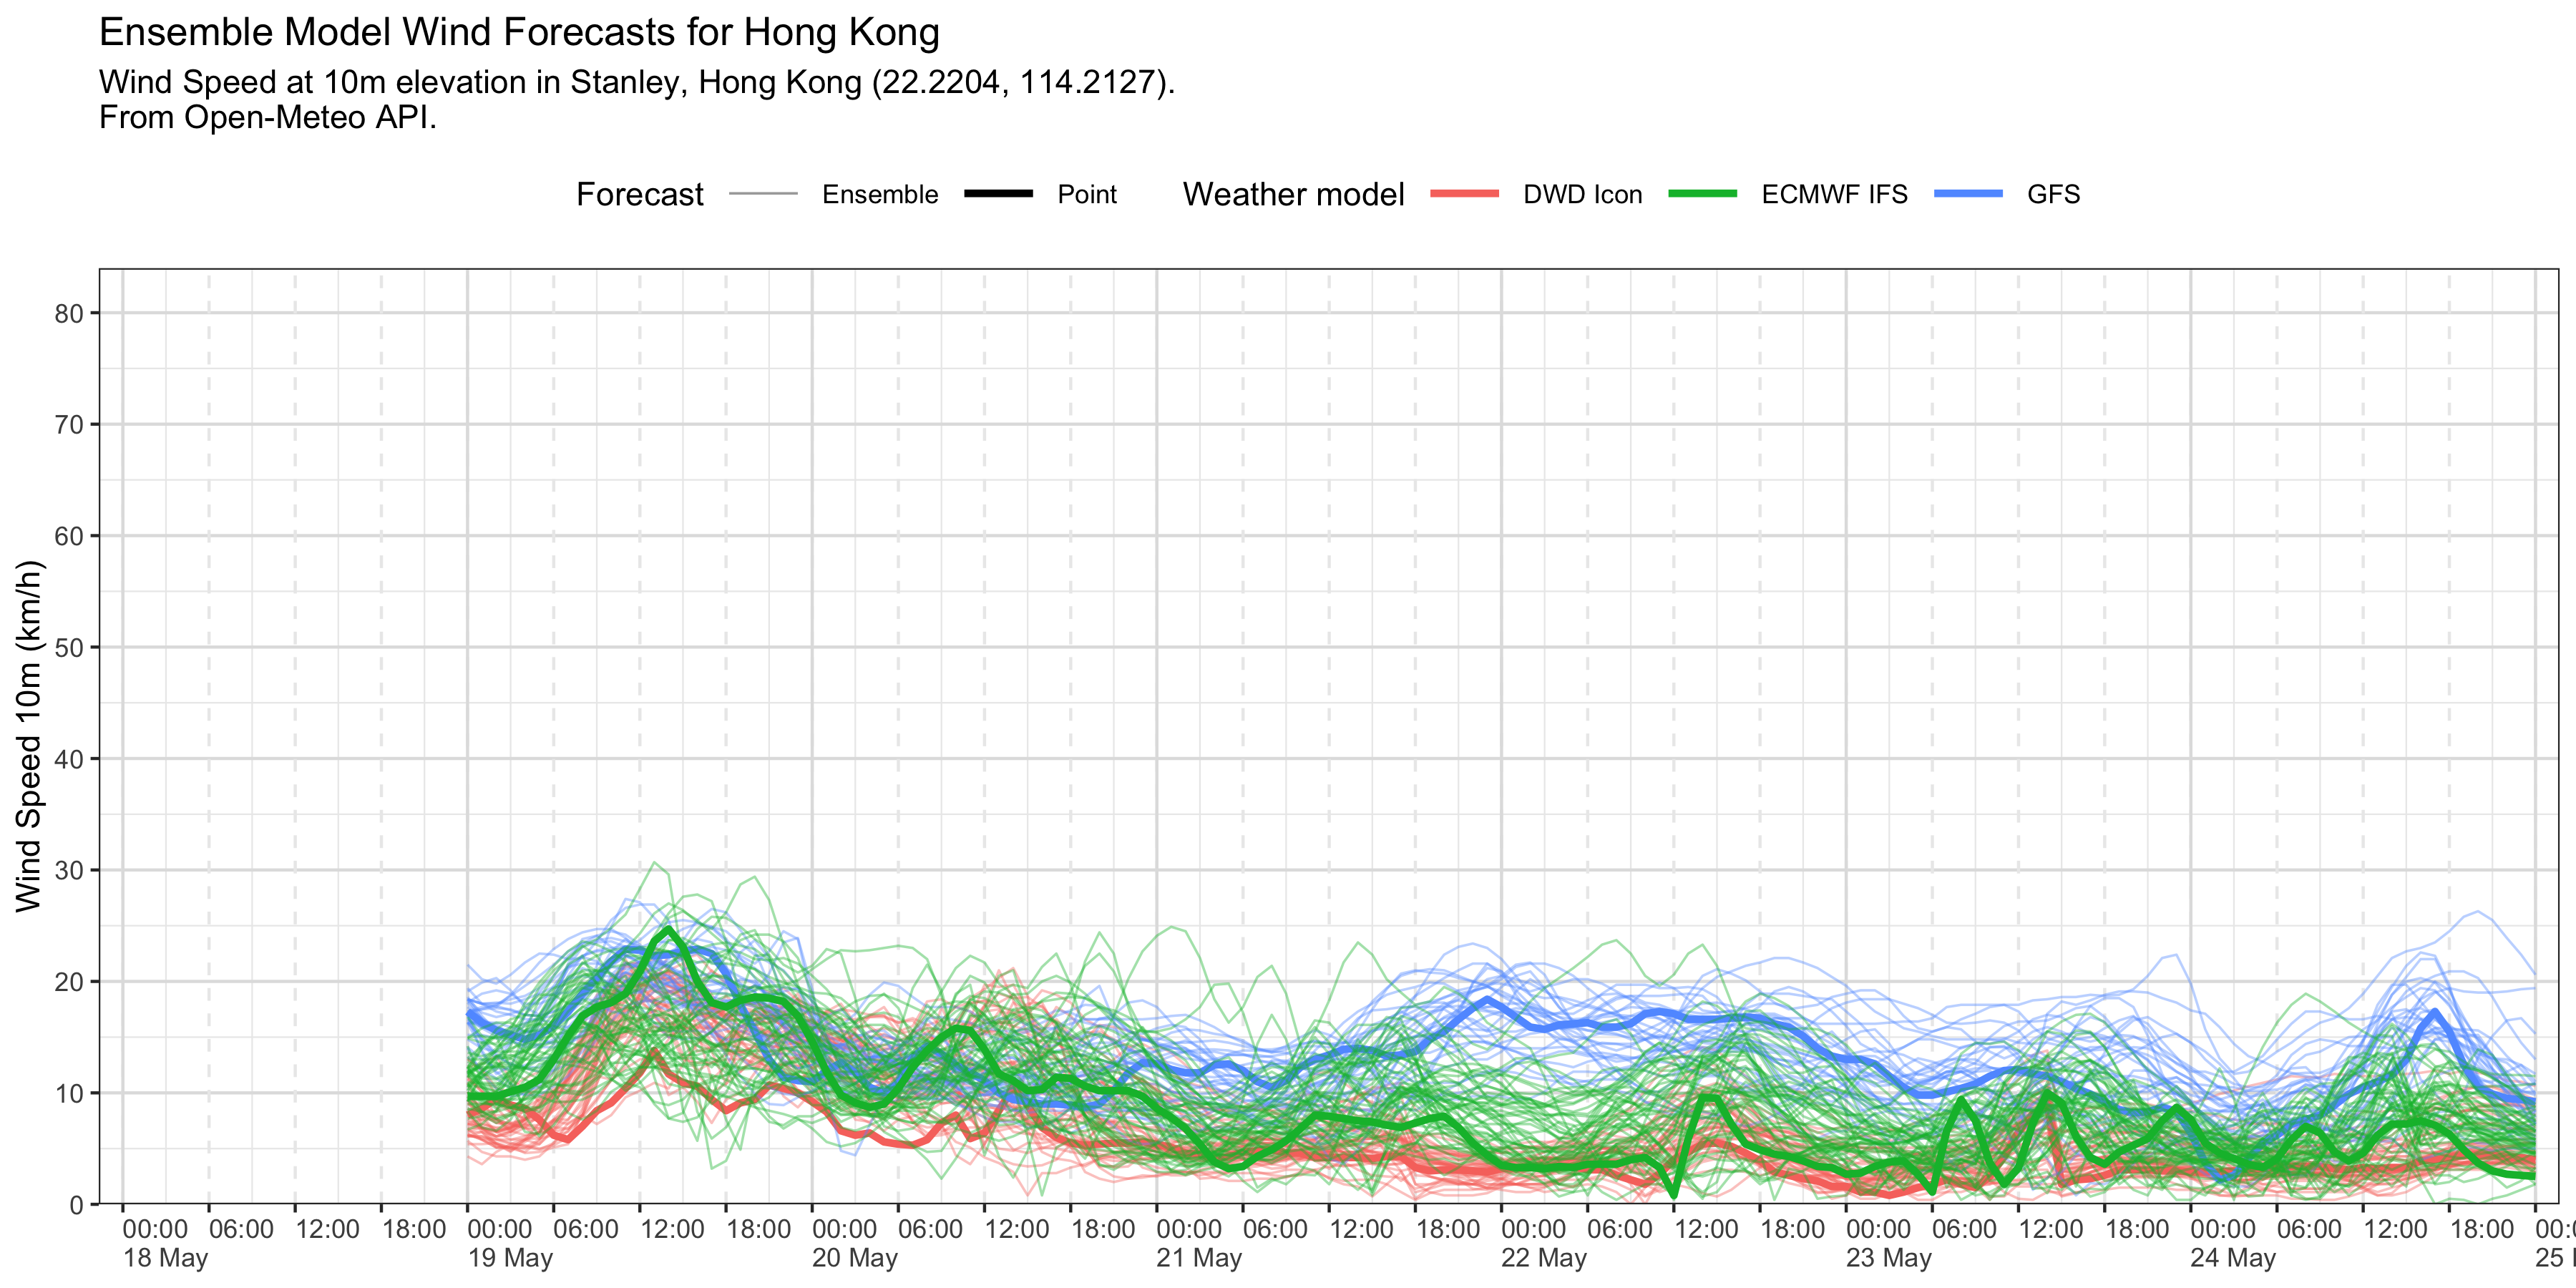 Ensemble Model Wind Forecasts for Hong Kong
Wind Speed at 10m elevation in Stanley, Hong Kong (22.2204, 114.2127).
From Open-Meteo API.
Forecast Ensemble Point Weather model DWD Icon ECMWF IFS GFS
Wind Speed 10m (km/h)
80
70
60
50
40
30
20
10
0
00:00 06:00 12:00 18:00 00:00 06:00 12:00 18:00 00:00 06:00 12:00 18:00 00:00 06:00 12:00 18:00 00:00 06:00 12:00 18:00 00:00 06:00 12:00 18:00 00:00 06:00 12:00 18:00 00:
18 May 19 May 20 May 21 May 22 May 23 May 24 May 25